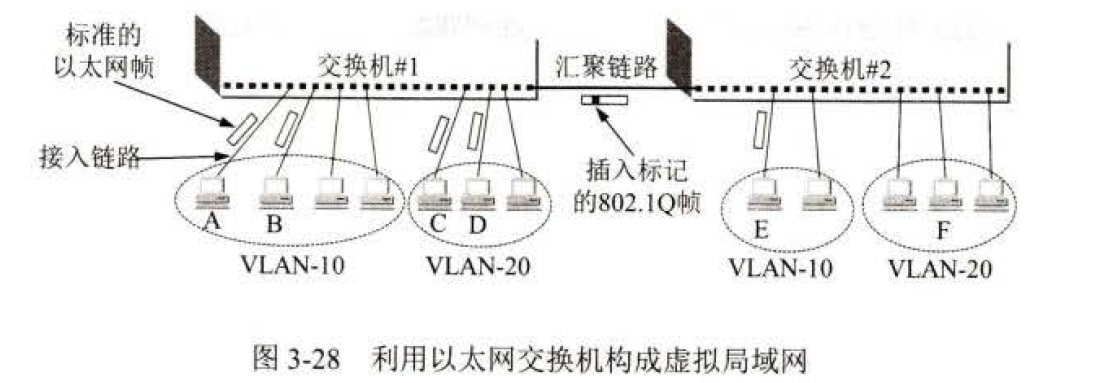 标准的
以太网帧
交换机#1
汇聚链路
交换机#2
接入链路
插入标记
的802.1Q帧
A
B
C
D
E
F
VLAN-10
VLAN-20
VLAN-10
VLAN-20
图 3-28 利用以太网交换机构成虚拟局域网